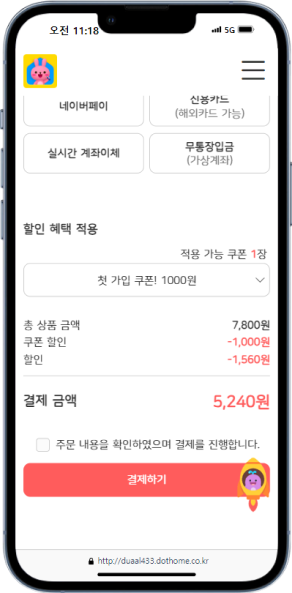 오전 11:18
5G
네이버페이
신용카드
(해외카드 가능)
실시간 계좌이체
무통장입금
(가상계좌)
할인 혜택 적용
적용 가능 쿠폰 1장
첫 가입 쿠폰! 1000원
총 상품 금액 7,800원
쿠폰 할인 -1,000원
할인 -1,560원
결제 금액 5,240원
주문 내용을 확인하였으며 결제를 진행합니다.
결제하기
http://duaal433.dothome.co.kr